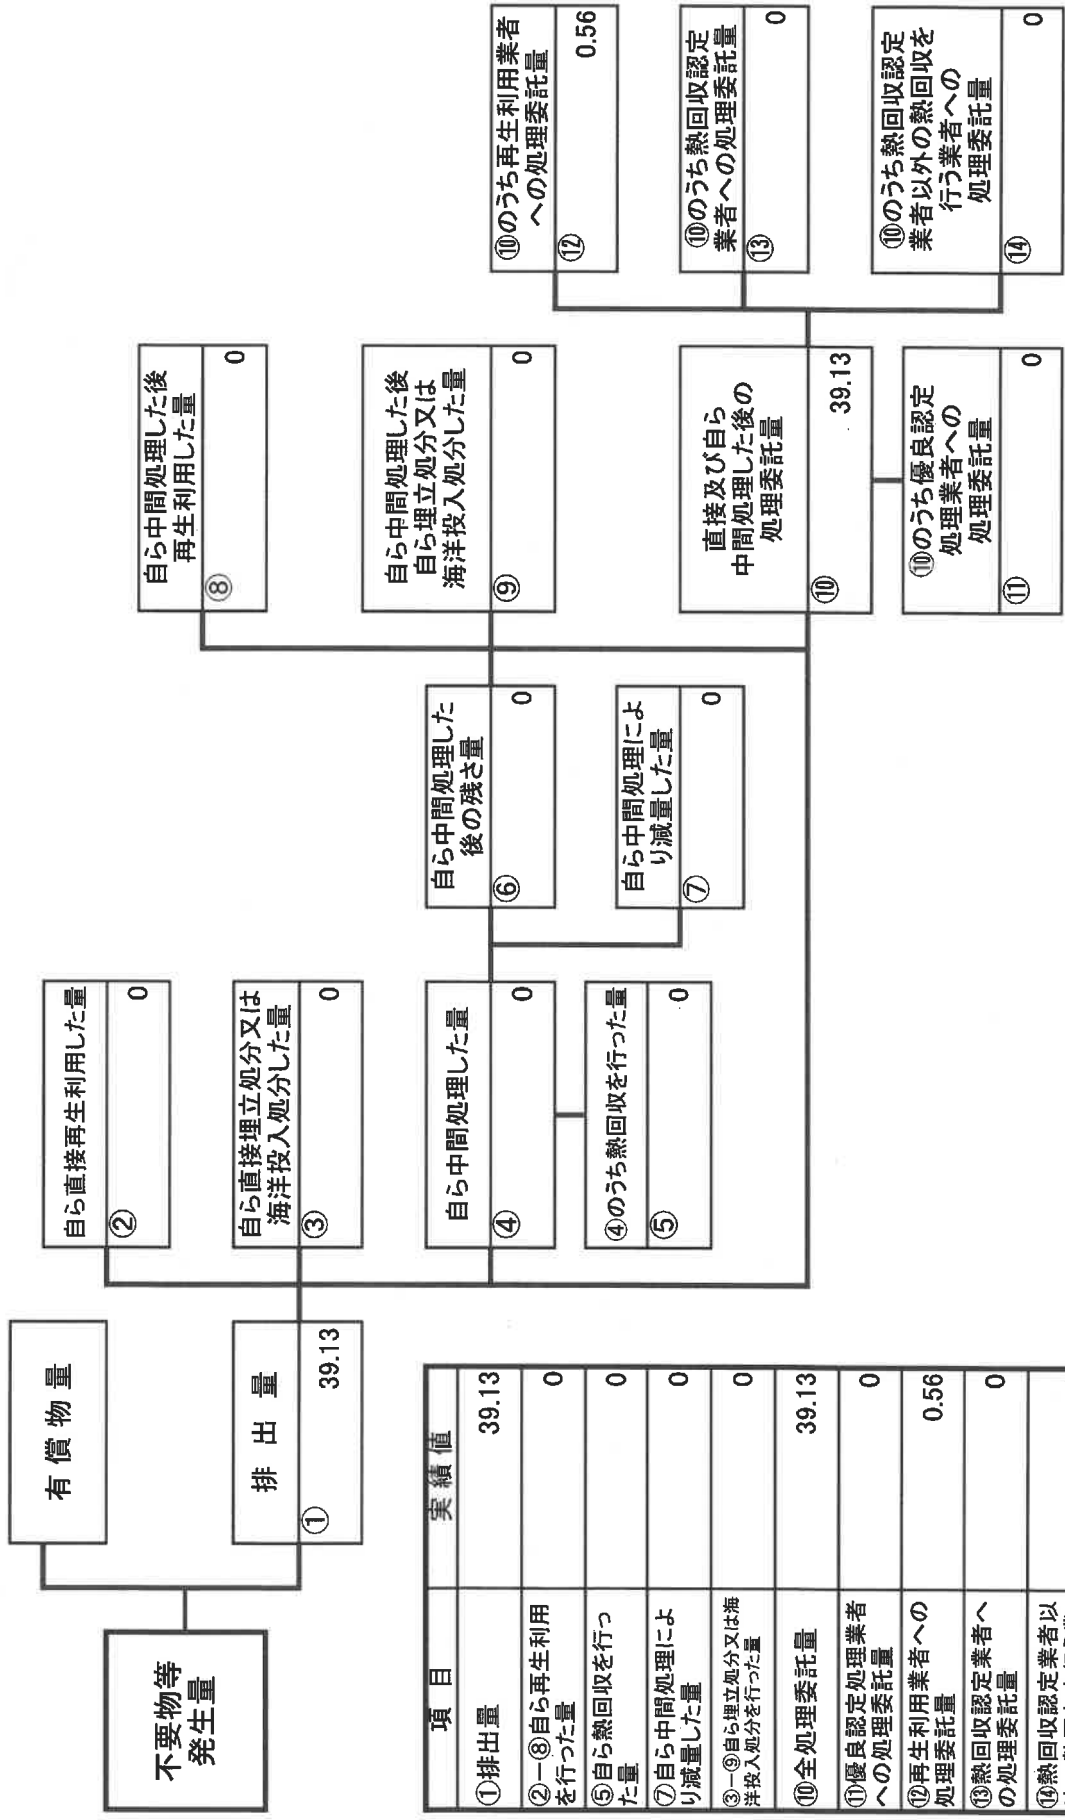 不要物等
発生量
有 償 物 量
排 出 量
①
39.13
自ら直接再生利用した量
②
0
自ら直接埋立処分又は
海洋投入処分した量
③
0
自ら中間処理した量
④
0
④のうち熱回収を行った量
⑤
0
自ら中間処理した
後の残さ量
⑥
0
自ら中間処理によ
り減量した量
⑦
0
自ら中間処理した後
再生利用した量
⑧
0
自ら中間処理した後
自ら埋立処分又は
海洋投入処分した量
⑨
0
直接及び自ら
中間処理した後の
処理委託量
⑩
39.13
⑩のうち優良認定
処理業者への
処理委託量
⑪
0
⑩のうち再生利用業者
への処理委託量
⑫
0.56
⑩のうち熱回収認定
業者への処理委託量
⑬
0
⑩のうち熱回収認定
業者以外の熱回収を
行う業者への
処理委託量
⑭
0
項 目 実 績 値
①排出量 39.13
②ー⑧自ら再生利用
を行った量 0
⑤自ら熱回収を行っ
た量 0
⑦自ら中間処理によ
り減量した量 0
③ー⑨自ら埋立処分又は海
洋投入処分を行った量 0
⑩全処理委託量 39.13
⑪優良認定処理業者
への処理委託量 0
⑫再生利用業者への
処理委託量 0.56
⑬熱回収認定業者へ
の処理委託量 0
⑭熱回収認定業者以